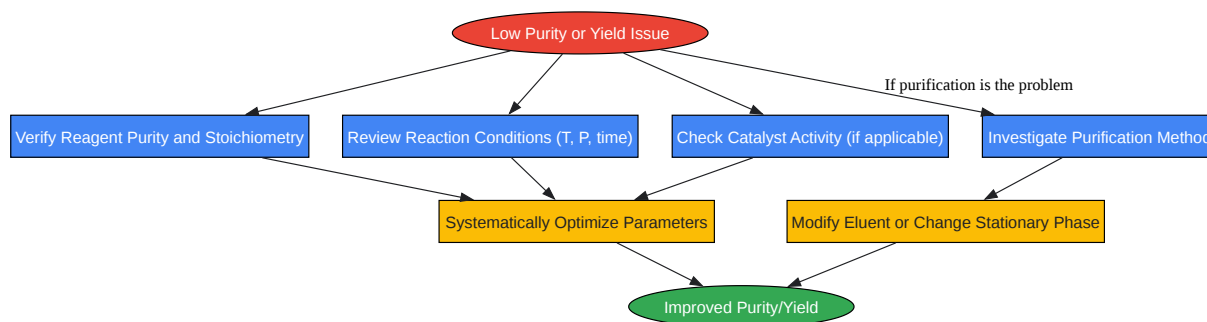 Low Purity or Yield Issue
If purification is the problem
Verify Reagent Purity and Stoichiometry
Review Reaction Conditions (T, P, time)
Check Catalyst Activity (if applicable)
Investigate Purification Method
Systematically Optimize Parameters
Modify Eluent or Change Stationary Phase
Improved Purity/Yield